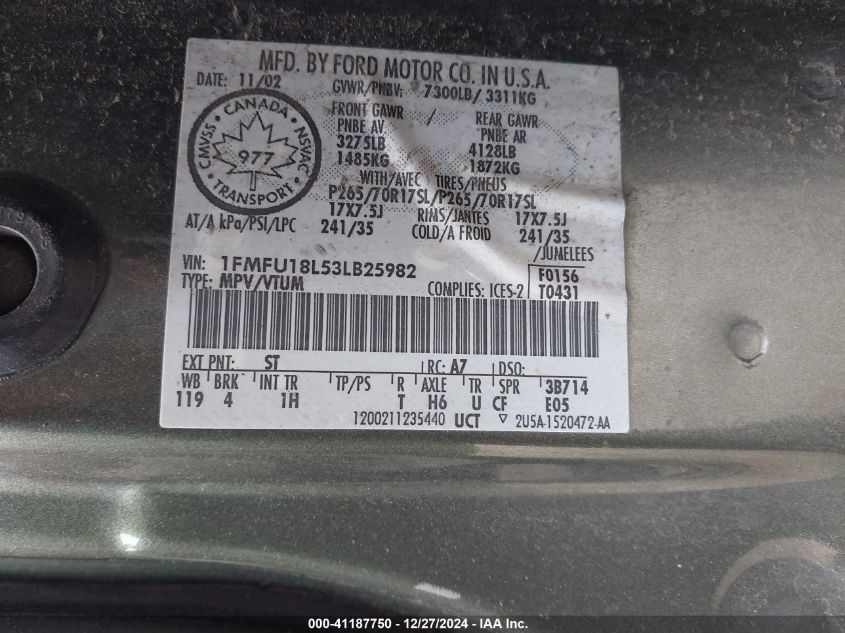 MFD. BY FORD MOTOR CO. IN U.S.A.
DATE: 11/02 GVWR/PNBV: 7300LB/ 3311KG
FRONT GAWR / REAR GAWR
PNBE AV PNBE AR
3275LB 4128LB
1485KG 1872KG
CMVSS CANADA NSVAC
977
TRANSPORT
WITH/AVEC TIRES/PNEUS
P265/70R17SL/P265/70R17SL
17X7.5J RIMS/JANTES 17X7.5J
AT/A kPa/PSI/LPC 241/35 COLD/A FROID 241/35
/JUMELEES
VIN: 1FMFU18L53LB25982 F0156
TYPE: MPV/VTUM COMPLIES: ICES-2 T0431
EXT PNT: ST RC: A7 DSO:
WB BRK INT TR TP/PS R AXLE TR SPR 3B714
119 4 1H T H6 U CF E05
1200211235440 UCT ▽ 2U5A-1520472-AA
000-41187750 - 12/27/2024 - IAA Inc.